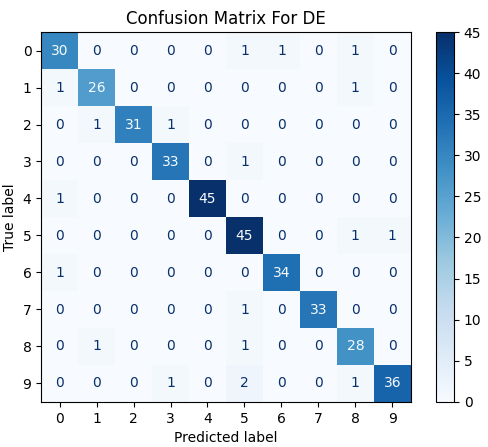 Confusion Matrix For DE
True label
0 30 0 0 0 0 1 1 0 1 0
1 1 26 0 0 0 0 0 0 1 0
2 0 1 31 1 0 0 0 0 0 0
3 0 0 0 33 0 1 0 0 0 0
4 1 0 0 0 45 0 0 0 0 0
5 0 0 0 0 0 45 0 0 1 1
6 1 0 0 0 0 0 34 0 0 0
7 0 0 0 0 0 1 0 33 0 0
8 0 1 0 0 0 1 0 0 28 0
9 0 0 0 1 0 2 0 0 1 36
0 1 2 3 4 5 6 7 8 9
Predicted label
45
40
35
30
25
20
15
10
5
0